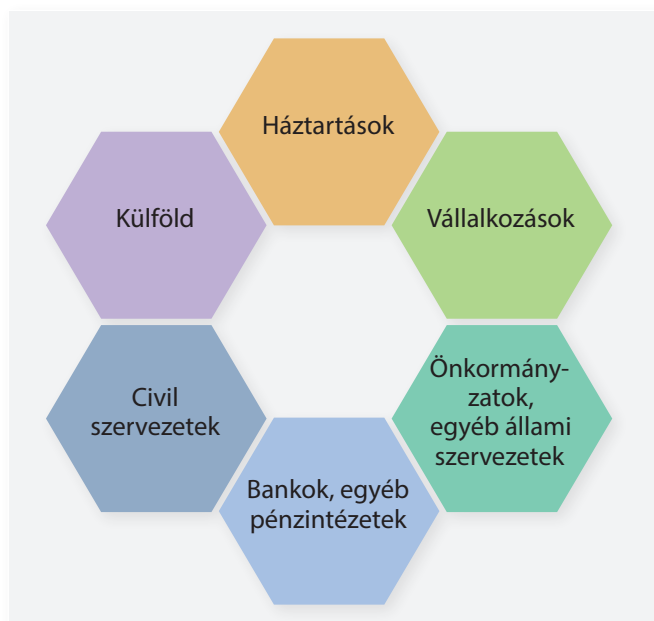 Háztartások
Vállalkozások
Önkormány-
zatok,
egyéb állami
szervezetek
Bankok, egyéb
pénzintézetek
Civil
szervezetek
Külföld